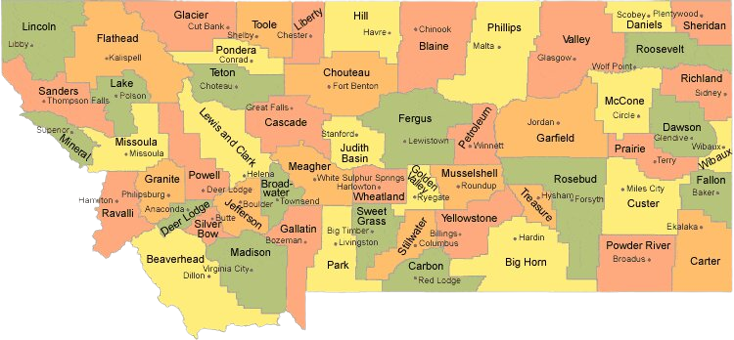 Lincoln
Libby
Flathead
Kalispell
Glacier
Cut Bank
Toole
Shelby
Liberty
Chester
Hill
Havre
Chinook
Blaine
Phillips
Malta
Valley
Glasgow
Scobey
Daniels
Plentywood
Sheridan
Roosevelt
Wolf Point
Pondera
Conrad
Teton
Choteau
Chouteau
Fort Benton
Sanders
Thompson Falls
Lake
Polson
Richland
Sidney
McCone
Circle
Dawson
Glendive
Wibaux
Wibaux
Superior
Mineral
Missoula
Missoula
Lewis and Clark
Helena
Great Falls
Cascade
Stanford
Judith
Basin
Fergus
Lewistown
Petroleum
Winnett
Jordan
Garfield
Prairie
Terry
Granite
Philipsburg
Powell
Deer Lodge
Meagher
White Sulphur Springs
Broad-
water
Townsend
Harlowton
Wheatland
Golden
Valley
Ryegate
Musselshell
Roundup
Treasure
Hysham
Rosebud
Forsyth
Miles City
Custer
Fallon
Baker
Hamilton
Ravalli
Anaconda
Deer Lodge
Butte
Silver
Bow
Jefferson
Boulder
Gallatin
Bozeman
Sweet
Grass
Big Timber
Livingston
Park
Stillwater
Columbus
Yellowstone
Billings
Hardin
Big Horn
Powder River
Broadus
Ekalaka
Carter
Beaverhead
Dillon
Madison
Virginia City
Carbon
Red Lodge